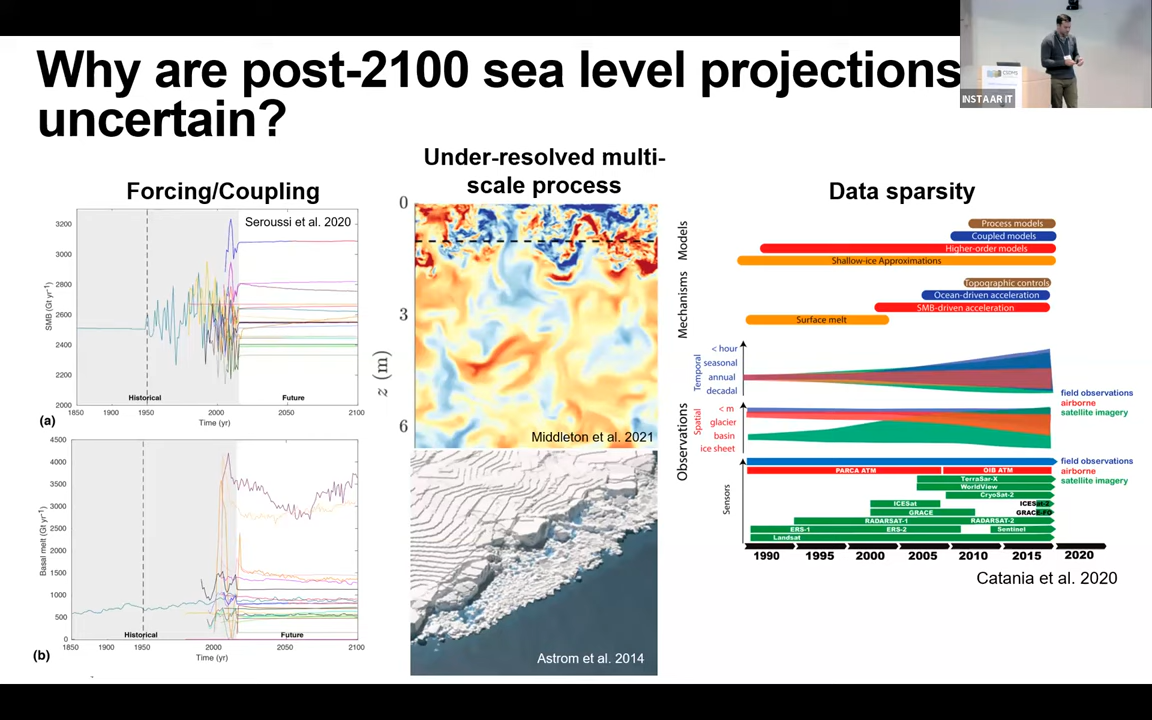 Why are post-2100 sea level projections
uncertain?
INSTAAR IT
Forcing/Coupling
Seroussi et al. 2020
SMB (Gt yr⁻¹)
3200
3000
2800
2600
2400
2200
2000
Historical
Future
1850
1900
1950
2000
2050
2100
(a)
Time (yr)
Basal melt (Gt yr⁻¹)
4500
4000
3500
3000
2500
2000
1500
1000
500
0
Historical
Future
1850
1900
1950
2000
2050
2100
(b)
Time (yr)
Under-resolved multi-
scale process
0
3
6
z (m)
Middleton et al. 2021
Astrom et al. 2014
Data sparsity
Models
Process models
Coupled models
Higher-order models
Shallow-ice Approximations
Mechanisms
Topographic controls
Ocean-driven acceleration
SMB-driven acceleration
Surface melt
Observations
Temporal
< hour
seasonal
annual
decadal
field observations
airborne
satellite imagery
Spatial
< m
glacier
basin
ice sheet
Sensors
field observations
airborne
satellite imagery
PARCA ATM
OIB ATM
TerraSar-X
WorldView
CryoSat-2
ICESat
ICESat-2
GRACE
GRACE-FO
RADARSAT-1
RADARSAT-2
ERS-1
ERS-2
Sentinel
Landsat
1990
1995
2000
2005
2010
2015
2020
Catania et al. 2020